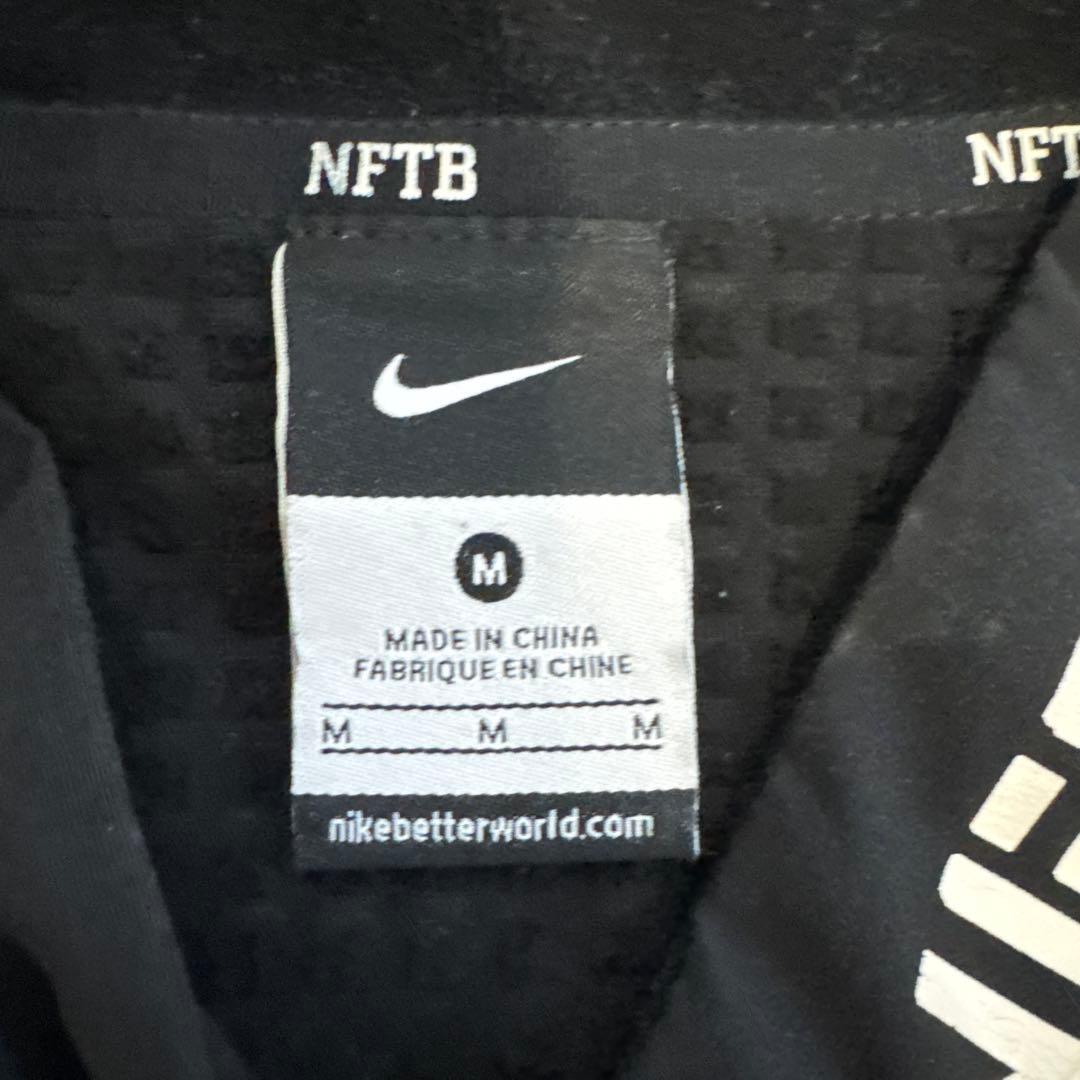 NFTB
NFT
M
MADE IN CHINA
FABRIQUE EN CHINE
M M M
nikebetterworld.com